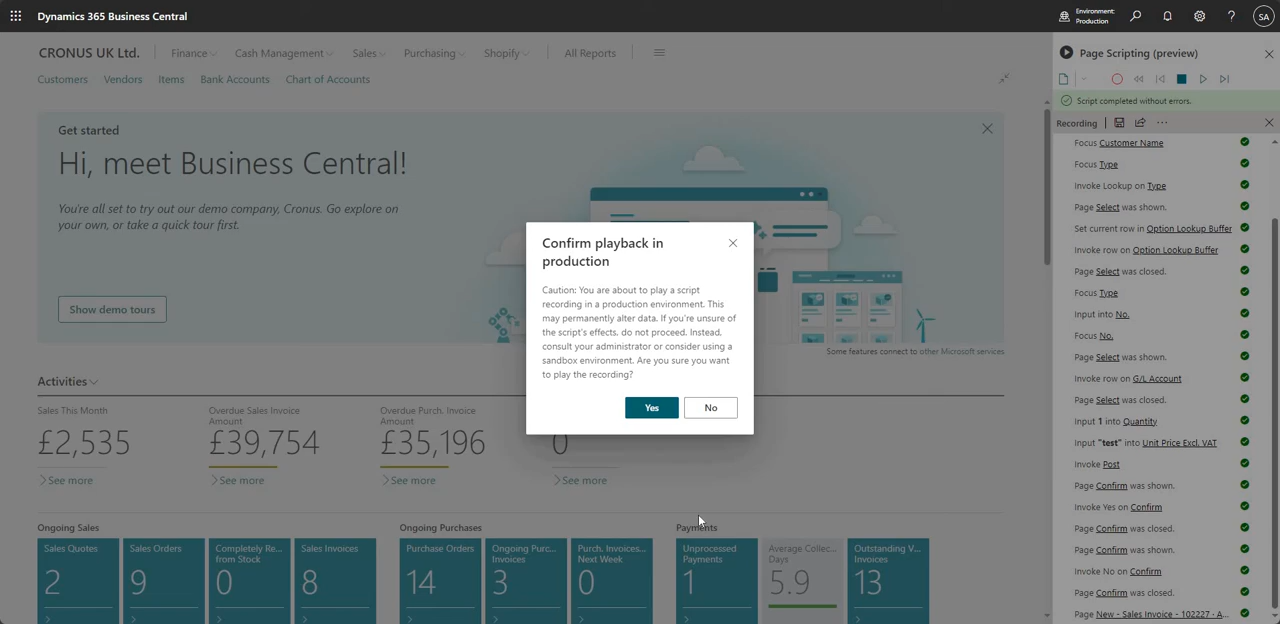 Dynamics 365 Business Central
Environment:
Production
SA
CRONUS UK Ltd.
Finance
Cash Management
Sales
Purchasing
Shopify
All Reports
Customers
Vendors
Items
Bank Accounts
Chart of Accounts
Get started
Hi, meet Business Central!
You're all set to try out our demo company, Cronus. Go explore on
your own, or take a quick tour first.
Show demo tours
Some features connect to other Microsoft services
Activities
Sales This Month
£2,535
See more
Overdue Sales Invoice
Amount
£39,754
See more
Overdue Purch. Invoice
Amount
£35,196
See more
0
See more
Ongoing Sales
Sales Quotes
2
Sales Orders
9
Completely Re...
from Stock
0
Sales Invoices
8
Ongoing Purchases
Purchase Orders
14
Ongoing Purc...
Invoices
3
Purch. Invoices...
Next Week
0
Payments
Unprocessed
Payments
1
Average Collec...
Days
5.9
Outstanding V...
Invoices
13
Confirm playback in
production
Caution: You are about to play a script
recording in a production environment. This
may permanently alter data. If you're unsure of
the script's effects, do not proceed. Instead,
consult your administrator or consider using a
sandbox environment. Are you sure you want
to play the recording?
Yes
No
Page Scripting (preview)
Script completed without errors.
Recording
Focus Customer Name
Focus Type
Invoke Lookup on Type
Page Select was shown.
Set current row in Option Lookup Buffer
Invoke row on Option Lookup Buffer
Page Select was closed.
Focus Type
Input into No.
Focus No.
Page Select was shown.
Invoke row on G/L Account
Page Select was closed.
Input 1 into Quantity
Input "test" into Unit Price Excl. VAT
Invoke Post
Page Confirm was shown.
Invoke Yes on Confirm
Page Confirm was closed.
Page Confirm was shown.
Invoke No on Confirm
Page Confirm was closed.
Page New - Sales Invoice - 102227 - A...